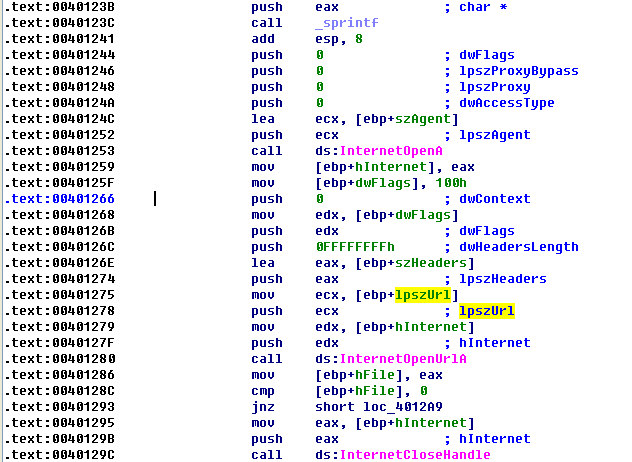 .text:0040123B push eax ; char *
.text:0040123C call _sprintf
.text:00401241 add esp, 8
.text:00401244 push 0 ; dwFlags
.text:00401246 push 0 ; lpszProxyBypass
.text:00401248 push 0 ; lpszProxy
.text:0040124A push 0 ; dwAccessType
.text:0040124C lea ecx, [ebp+szAgent]
.text:00401252 push ecx ; lpszAgent
.text:00401253 call ds:InternetOpenA
.text:00401259 mov [ebp+hInternet], eax
.text:0040125F mov [ebp+dwFlags], 100h
.text:00401266 push 0 ; dwContext
.text:00401268 mov edx, [ebp+dwFlags]
.text:0040126B push edx ; dwFlags
.text:0040126C push 0FFFFFFFFh ; dwHeadersLength
.text:0040126E lea eax, [ebp+szHeaders]
.text:00401274 push eax ; lpszHeaders
.text:00401275 mov ecx, [ebp+lpszUrl]
.text:00401278 push ecx ; lpszUrl
.text:00401279 mov edx, [ebp+hInternet]
.text:0040127F push edx ; hInternet
.text:00401280 call ds:InternetOpenUrlA
.text:00401286 mov [ebp+hFile], eax
.text:0040128C cmp [ebp+hFile], 0
.text:00401293 jnz short loc_4012A9
.text:00401295 mov eax, [ebp+hInternet]
.text:0040129B push eax ; hInternet
.text:0040129C call ds:InternetCloseHandle